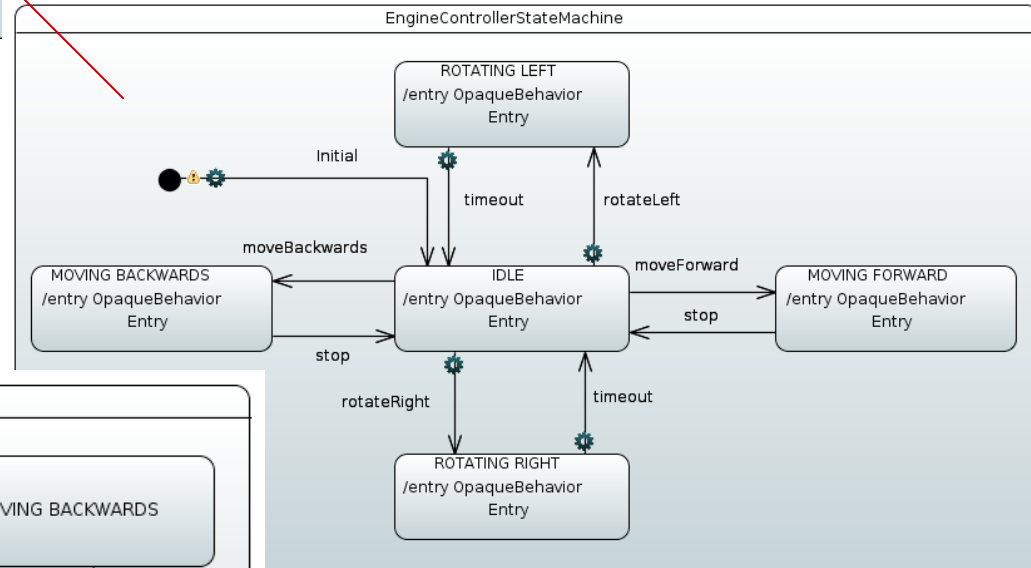 EngineControllerStateMachine
ROTATING LEFT
/entry OpaqueBehavior
Entry
Initial
timeout
rotateLeft
moveBackwards
moveForward
MOVING BACKWARDS
/entry OpaqueBehavior
Entry
IDLE
/entry OpaqueBehavior
Entry
MOVING FORWARD
/entry OpaqueBehavior
Entry
stop
stop
rotateRight
timeout
ROTATING RIGHT
/entry OpaqueBehavior
Entry
VING BACKWARDS